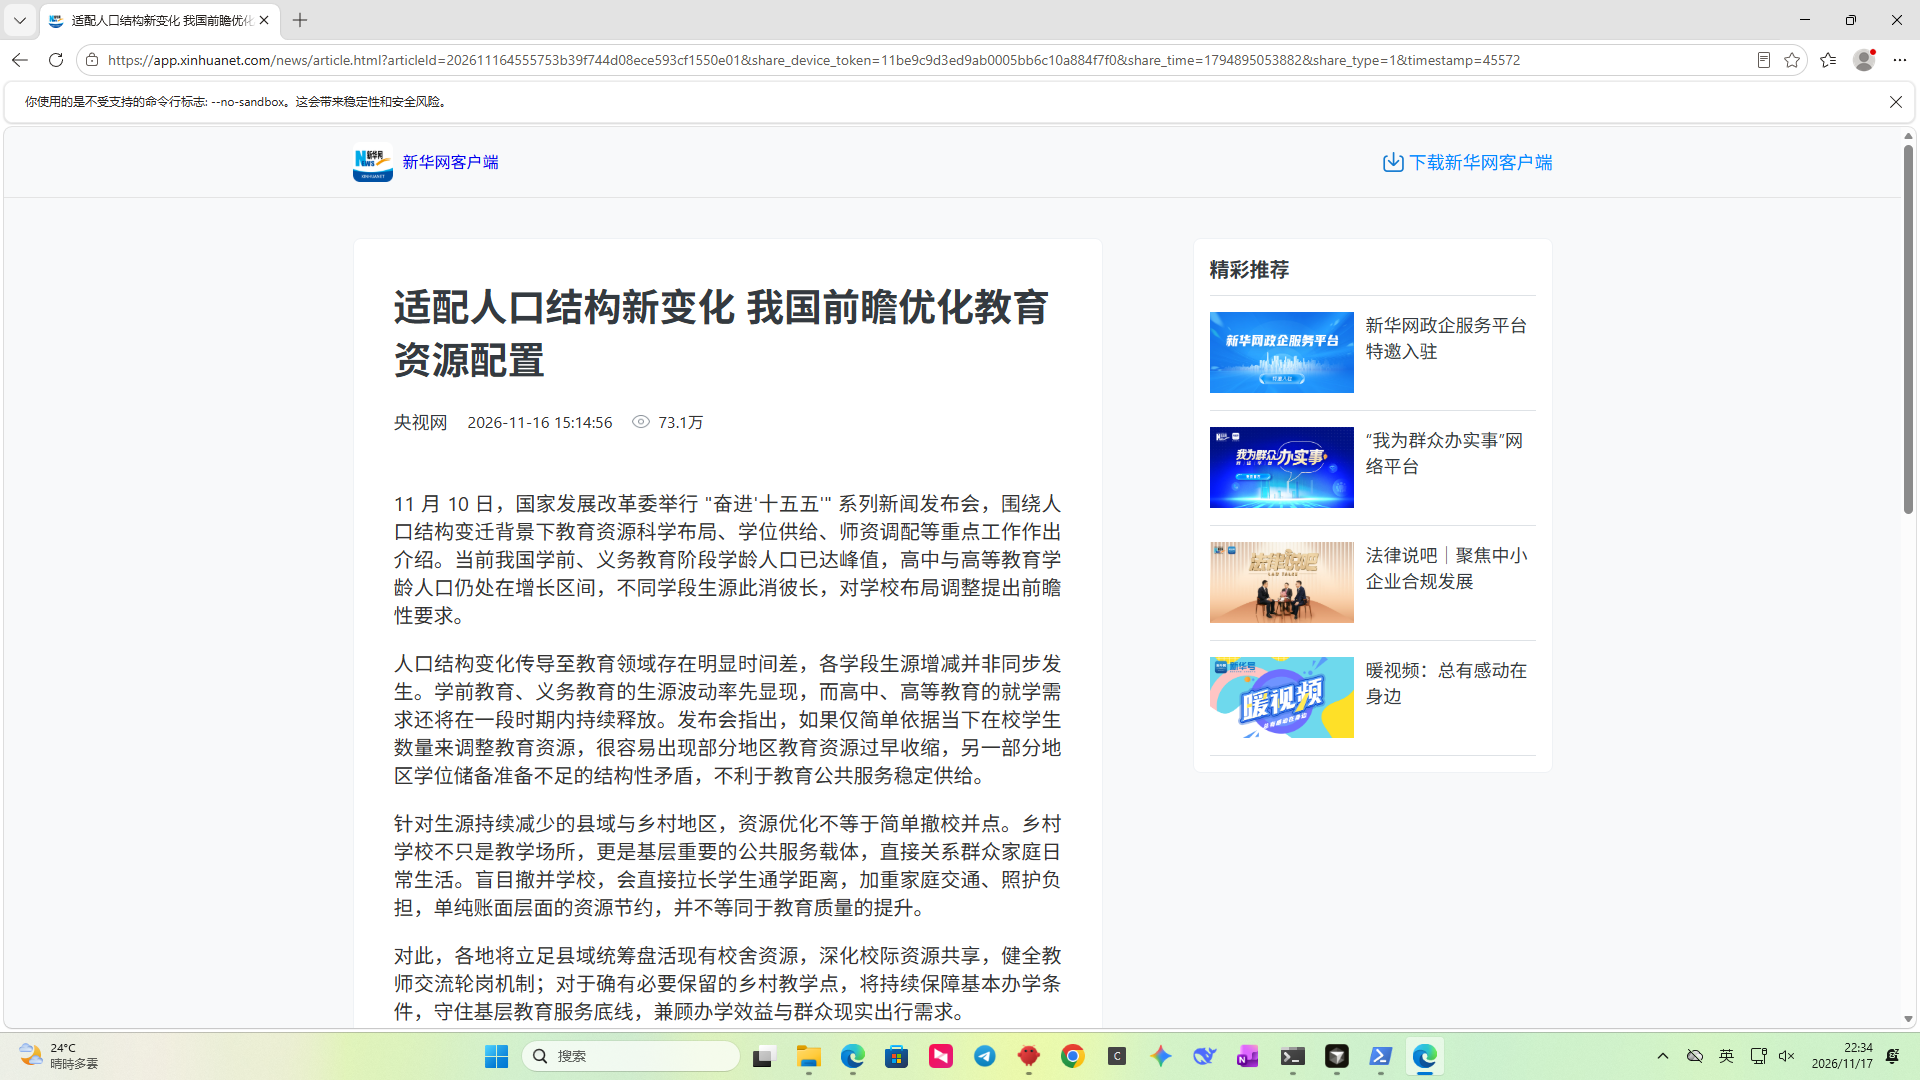 适配人口结构新变化 我国前瞻优化
你使用的是不受支持的命令行标志: --no-sandbox。这会带来稳定性和安全风险。
https://app.xinhuanet.com/news/article.html?articleId=202611164555753b39f744d08ece593cf1550e01&share_device_token=11be9c9d3ed9ab0005bb6c10a884f7f0&share_time=1794895053882&share_type=1&timestamp=45572
新华网客户端
下载新华网客户端
适配人口结构新变化 我国前瞻优化教育
资源配置
央视网 2026-11-16 15:14:56 73.1万
11 月 10 日，国家发展改革委举行 "奋进'十五五'" 系列新闻发布会，围绕人
口结构变迁背景下教育资源科学布局、学位供给、师资调配等重点工作作出
介绍。当前我国学前、义务教育阶段学龄人口已达峰值，高中与高等教育学
龄人口仍处在增长区间，不同学段生源此消彼长，对学校布局调整提出前瞻
性要求。
人口结构变化传导至教育领域存在明显时间差，各学段生源增减并非同步发
生。学前教育、义务教育的生源波动率先显现，而高中、高等教育的就学需
求还将在一段时期内持续释放。发布会指出，如果仅简单依据当下在校学生
数量来调整教育资源，很容易出现部分地区教育资源过早收缩，另一部分地
区学位储备准备不足的结构性矛盾，不利于教育公共服务稳定供给。
针对生源持续减少的县域与乡村地区，资源优化不等于简单撤校并点。乡村
学校不只是教学场所，更是基层重要的公共服务载体，直接关系群众家庭日
常生活。盲目撤并学校，会直接拉长学生通学距离，加重家庭交通、照护负
担，单纯账面层面的资源节约，并不等同于教育质量的提升。
对此，各地将立足县域统筹盘活现有校舍资源，深化校际资源共享，健全教
师交流轮岗机制；对于确有必要保留的乡村教学点，将持续保障基本办学条
件，守住基层教育服务底线，兼顾办学效益与群众现实出行需求。
精彩推荐
新华网政企服务平台
新华网政企服务平台
特邀入驻
我为群众办实事
“我为群众办实事”网
络平台
法律说吧
法律说吧｜聚焦中小
企业合规发展
新华号
暖视频
暖视频：总有感动在
身边
24°C
晴時多雲
搜索
英
22:34
2026/11/17